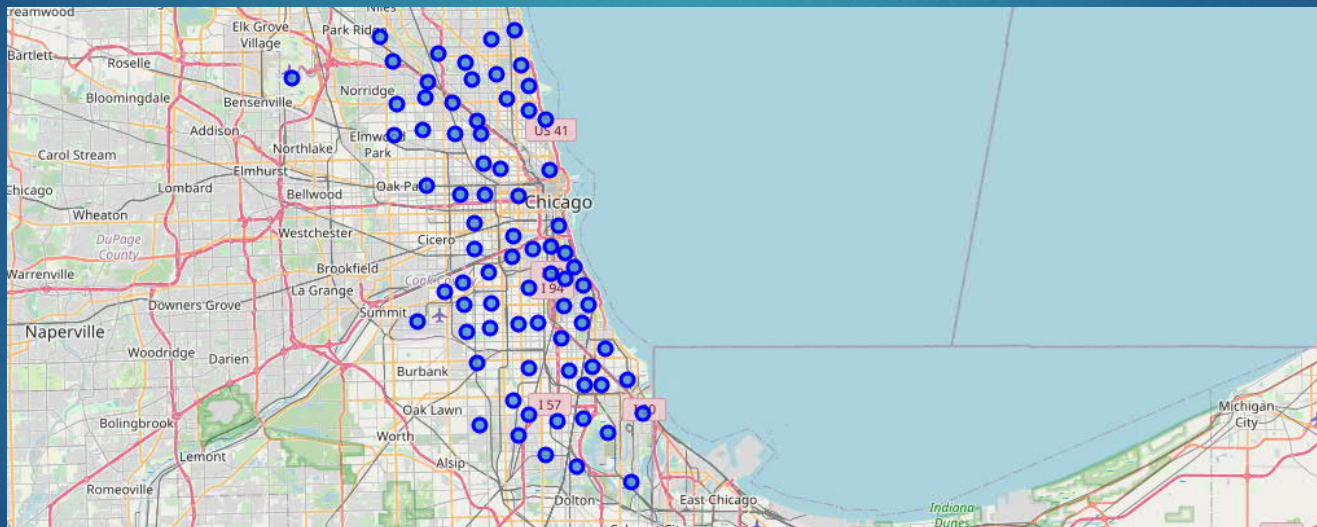 Niles
Elk Grove
Village
Park Ridge
Bartlett
Roselle
Norridge
Bloomingdale
Bensenville
Addison
US 41
Elmwood
Park
Northlake
Carol Stream
Elmhurst
Oak Pa
Chicago
Lombard
Bellwood
Wheaton
Chicago
Westchester
Cicero
DuPage
County
Brookfield
Warrenville
La Grange
I 94
Downers Grove
Summit
Naperville
Woodridge
Darien
Burbank
I 57
Oak Lawn
Michigan
City
Bolingbrook
Worth
Lemont
Alsip
Romeoville
Dolton
East Chicago
Indiana
Dunes